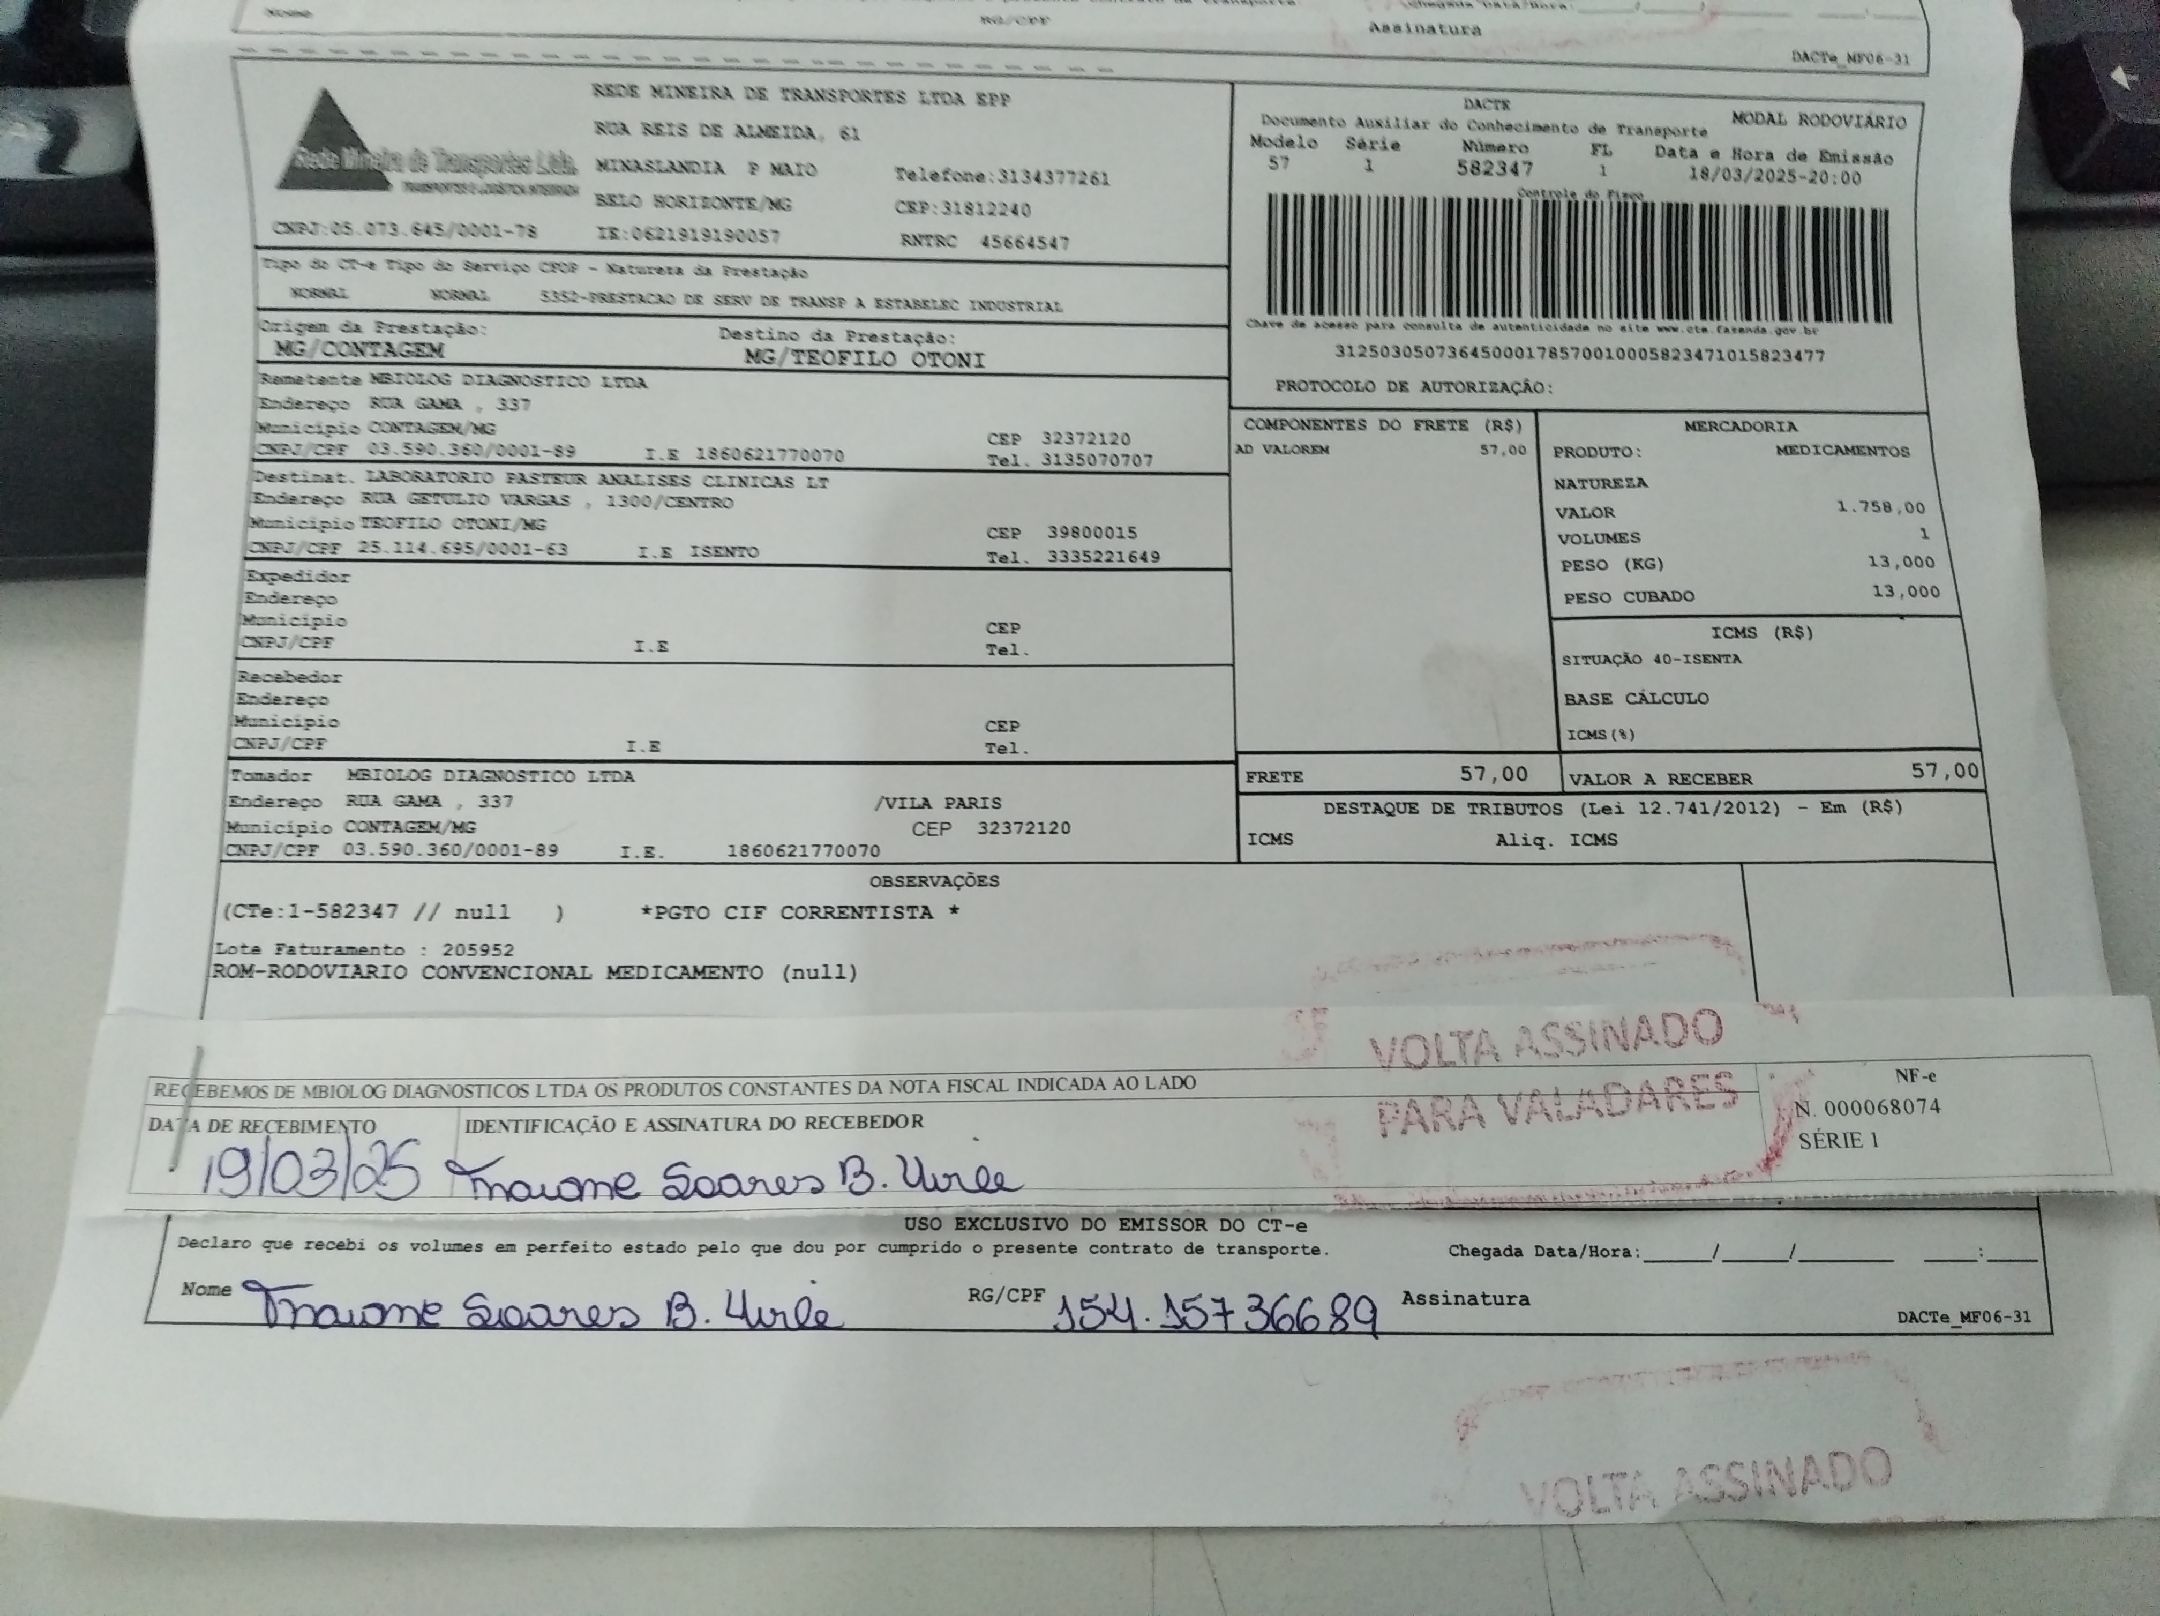 Nome RG/CPF Assinatura
DACTe_MF06-31
REDE MINEIRA DE TRANSPORTES LTDA EPP
RUA REIS DE ALMEIDA, 61
Rede Mineira de Transportes Ltda.
MINASLANDIA P MAIO Telefone:3134377261
BELO HORIZONTE/MG CEP:31812240
CNPJ:05.073.645/0001-78 IE:0621919190057 RNTRC 45664547
DACTE MODAL RODOVIÁRIO
Documento Auxiliar do Conhecimento de Transporte
Modelo Série Número FL Data e Hora de Emissão
57 1 582347 1 18/03/2025-20:00
Controle do Fisco
Chave de acesso para consulta de autenticidade no site www.cte.fazenda.gov.br
31250305073645000178570010005823471015823477
PROTOCOLO DE AUTORIZAÇÃO:
Tipo do CT-e Tipo do Serviço CFOP - Natureza da Prestação
NORMAL NORMAL 5352-PRESTACAO DE SERV DE TRANSP A ESTABELEC INDUSTRIAL
Origem da Prestação: Destino da Prestação:
MG/CONTAGEM MG/TEOFILO OTONI
Remetente MBIOLOG DIAGNOSTICO LTDA
Endereço RUA GAMA , 337
Município CONTAGEM/MG CEP 32372120
CNPJ/CPF 03.590.360/0001-89 I.E 1860621770070 Tel. 3135070707
Destinat. LABORATORIO PASTEUR ANALISES CLINICAS LT
Endereço RUA GETULIO VARGAS , 1300/CENTRO
Município TEOFILO OTONI/MG CEP 39800015
CNPJ/CPF 25.114.695/0001-63 I.E ISENTO Tel. 3335221649
Expedidor
Endereço
Município CEP
CNPJ/CPF I.E Tel.
Recebedor
Endereço
Município CEP
CNPJ/CPF I.E Tel.
Tomador MBIOLOG DIAGNOSTICO LTDA
Endereço RUA GAMA , 337 /VILA PARIS
Município CONTAGEM/MG CEP 32372120
CNPJ/CPF 03.590.360/0001-89 I.E. 1860621770070
COMPONENTES DO FRETE (R$)
AD VALOREM 57,00
MERCADORIA
PRODUTO: MEDICAMENTOS
NATUREZA
VALOR 1.758,00
VOLUMES 1
PESO (KG) 13,000
PESO CUBADO 13,000
ICMS (R$)
SITUAÇÃO 40-ISENTA
BASE CÁLCULO
ICMS(%)
FRETE 57,00 VALOR A RECEBER 57,00
DESTAQUE DE TRIBUTOS (Lei 12.741/2012) - Em (R$)
ICMS Aliq. ICMS
OBSERVAÇÕES
(CTe:1-582347 // null ) *PGTO CIF CORRENTISTA *
Lote Faturamento : 205952
ROM-RODOVIARIO CONVENCIONAL MEDICAMENTO (null)
VOLTA ASSINADO
PARA VALADARES
RECEBEMOS DE MBIOLOG DIAGNOSTICOS LTDA OS PRODUTOS CONSTANTES DA NOTA FISCAL INDICADA AO LADO
NF-e
N. 000068074
SÉRIE 1
DATA DE RECEBIMENTO IDENTIFICAÇÃO E ASSINATURA DO RECEBEDOR
19/03/25 Soares B.
USO EXCLUSIVO DO EMISSOR DO CT-e
Declaro que recebi os volumes em perfeito estado pelo que dou por cumprido o presente contrato de transporte. Chegada Data/Hora:____/____/______ ___:___
Nome Soares B. RG/CPF 154.15736689 Assinatura
DACTe_MF06-31
VOLTA ASSINADO